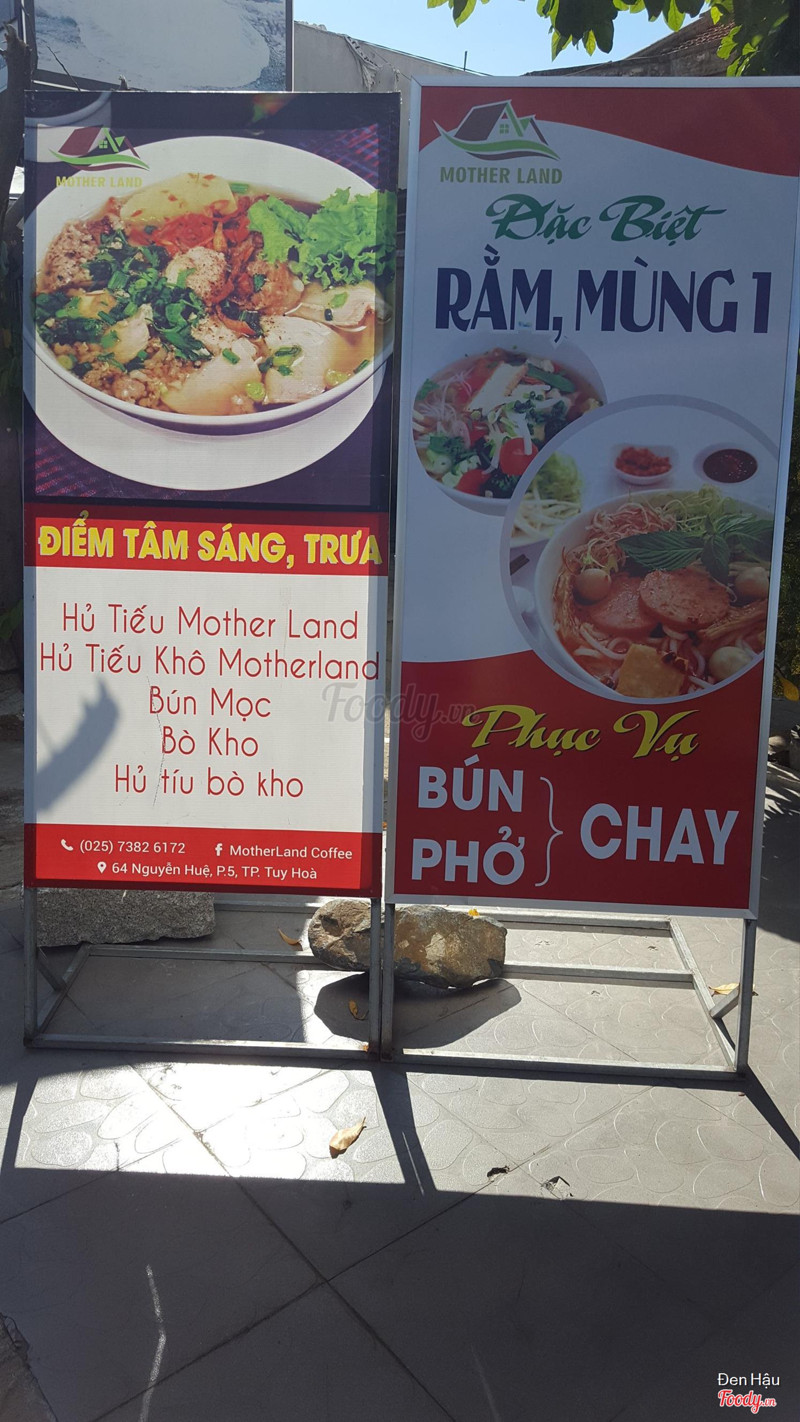 MOTHER LAND
ĐIỂM TÂM SÁNG, TRƯA
Hủ Tiếu Mother Land
Hủ Tiếu Khô Motherland
Bún Mọc
Bò Kho
Hủ tíu bò kho
(025) 7382 6172
MotherLand Coffee
64 Nguyễn Huệ, P.5, TP. Tuy Hoà
MOTHER LAND
Đặc Biệt
RẰM, MÙNG 1
Phục Vụ
BÚN
PHỞ
CHAY
Foody.vn
Đen Hậu
Foody.vn